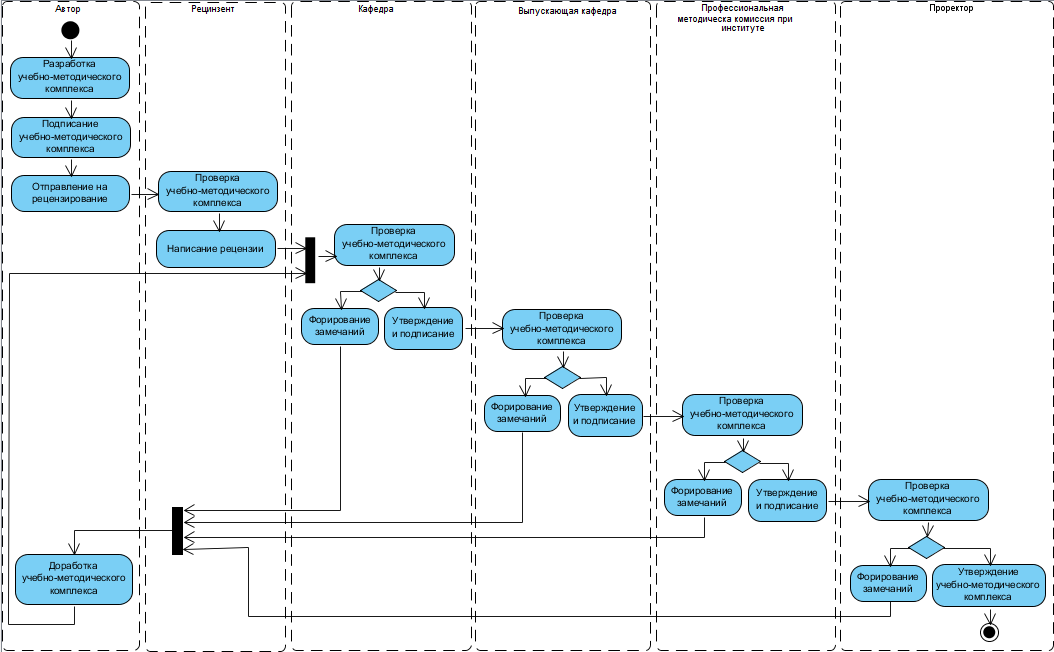 Автор
Рецинзент
Кафедра
Выпускающая кафедра
Профессиональная
методическа комиссия при
институте
Проректор
Разработка
учебно-методического
комплекса
Подписание
учебно-методического
комплекса
Отправление на
рецензирование
Проверка
учебно-методического
комплекса
Написание рецензии
Проверка
учебно-методического
комплекса
Форирование
замечаний
Утверждение
и подписание
Проверка
учебно-методического
комплекса
Форирование
замечаний
Утверждение
и подписание
Проверка
учебно-методического
комплекса
Форирование
замечаний
Утверждение
и подписание
Проверка
учебно-методического
комплекса
Форирование
замечаний
Утверждение
учебно-методического
комплекса
Доработка
учебно-методического
комплекса